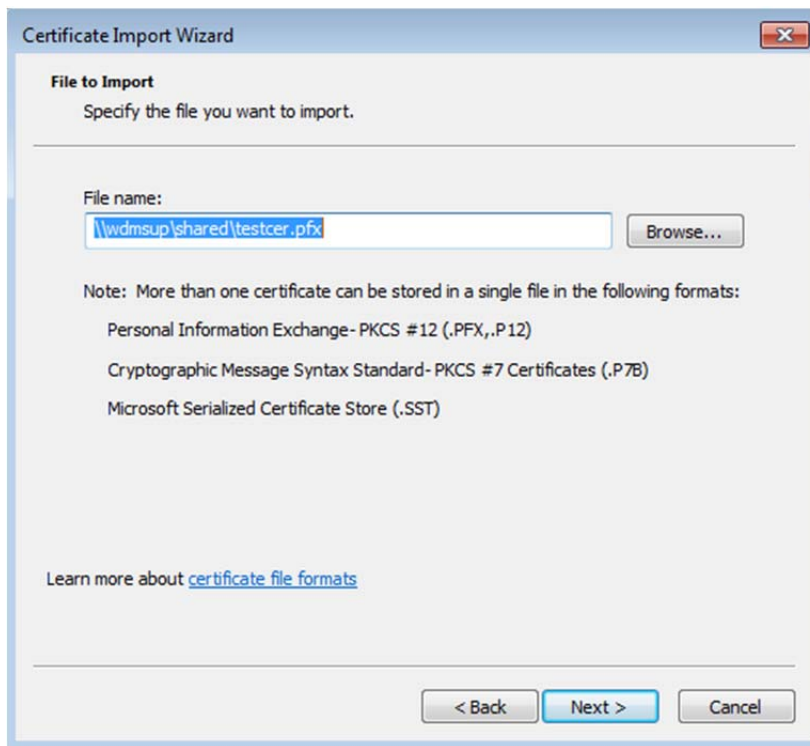 Certificate Import Wizard
File to Import
Specify the file you want to import.
File name:
\\wdmsup\shared\testcer.pfx
Browse...
Note: More than one certificate can be stored in a single file in the following formats:
Personal Information Exchange- PKCS #12 (.PFX,.P12)
Cryptographic Message Syntax Standard- PKCS #7 Certificates (.P7B)
Microsoft Serialized Certificate Store (.SST)
Learn more about certificate file formats
< Back Next > Cancel